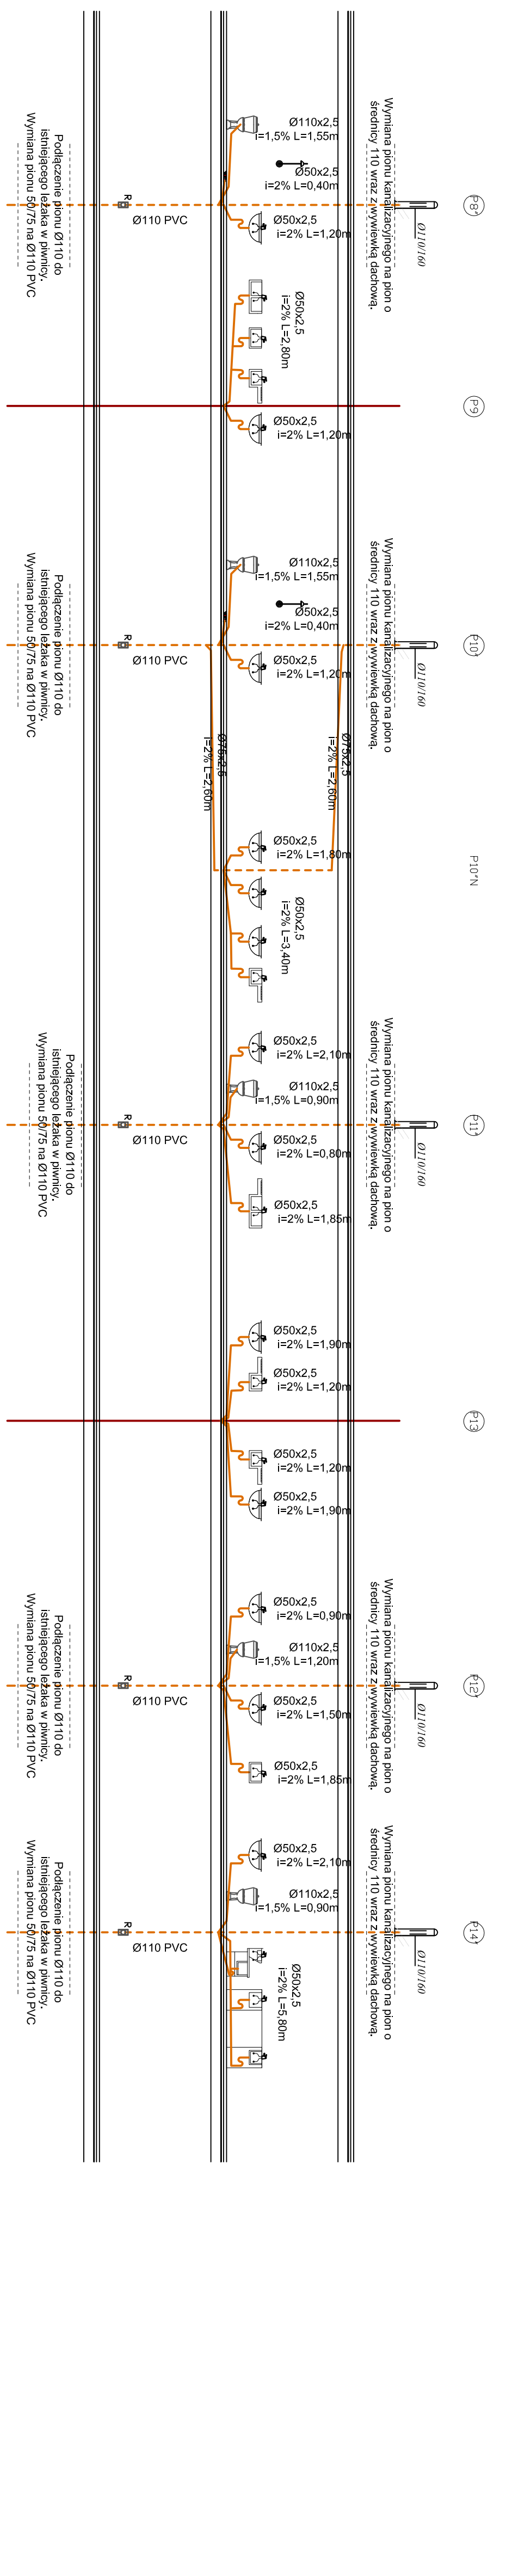 P8*
Ø110/160
Wymiana pionu kanalizacyjnego na pion o
średnicy 110 wraz z wywiewką dachową.
Ø110x2,5
i=1,5% L=1,55m
Ø50x2,5
i=2% L=0,40m
Ø50x2,5
i=2% L=1,20m
R
Ø110 PVC
Podłączenie pionu Ø110 do
istniejącego leżaka w piwnicy.
Wymiana pionu 50/75 na Ø110 PVC
Ø50x2,5
i=2% L=2,80m
P9
Ø50x2,5
i=2% L=1,20m
P10*
Ø110/160
Wymiana pionu kanalizacyjnego na pion o
średnicy 110 wraz z wywiewką dachową.
Ø110x2,5
i=1,5% L=1,55m
Ø50x2,5
i=2% L=0,40m
Ø50x2,5
i=2% L=1,20m
R
Ø110 PVC
Podłączenie pionu Ø110 do
istniejącego leżaka w piwnicy.
Wymiana pionu 50/75 na Ø110 PVC
Ø75x2,5
i=2% L=2,60m
Ø75x2,5
i=2% L=2,60m
P10*N
Ø50x2,5
i=2% L=1,80m
Ø50x2,5
i=2% L=3,40m
P11*
Ø110/160
Wymiana pionu kanalizacyjnego na pion o
średnicy 110 wraz z wywiewką dachową.
Ø50x2,5
i=2% L=2,10m
Ø110x2,5
i=1,5% L=0,90m
Ø50x2,5
i=2% L=0,80m
Ø50x2,5
i=2% L=1,85m
R
Ø110 PVC
Podłączenie pionu Ø110 do
istniejącego leżaka w piwnicy.
Wymiana pionu 50/75 na Ø110 PVC
P13
Ø50x2,5
i=2% L=1,90m
Ø50x2,5
i=2% L=1,20m
Ø50x2,5
i=2% L=1,20m
Ø50x2,5
i=2% L=1,90m
P12*
Ø110/160
Wymiana pionu kanalizacyjnego na pion o
średnicy 110 wraz z wywiewką dachową.
Ø50x2,5
i=2% L=0,90m
Ø110x2,5
i=1,5% L=1,20m
Ø50x2,5
i=2% L=1,50m
Ø50x2,5
i=2% L=1,85m
R
Ø110 PVC
Podłączenie pionu Ø110 do
istniejącego leżaka w piwnicy.
Wymiana pionu 50/75 na Ø110 PVC
P14*
Ø110/160
Wymiana pionu kanalizacyjnego na pion o
średnicy 110 wraz z wywiewką dachową.
Ø50x2,5
i=2% L=2,10m
Ø110x2,5
i=1,5% L=0,90m
Ø50x2,5
i=2% L=5,80m
R
Ø110 PVC
Podłączenie pionu Ø110 do
istniejącego leżaka w piwnicy.
Wymiana pionu 50/75 na Ø110 PVC